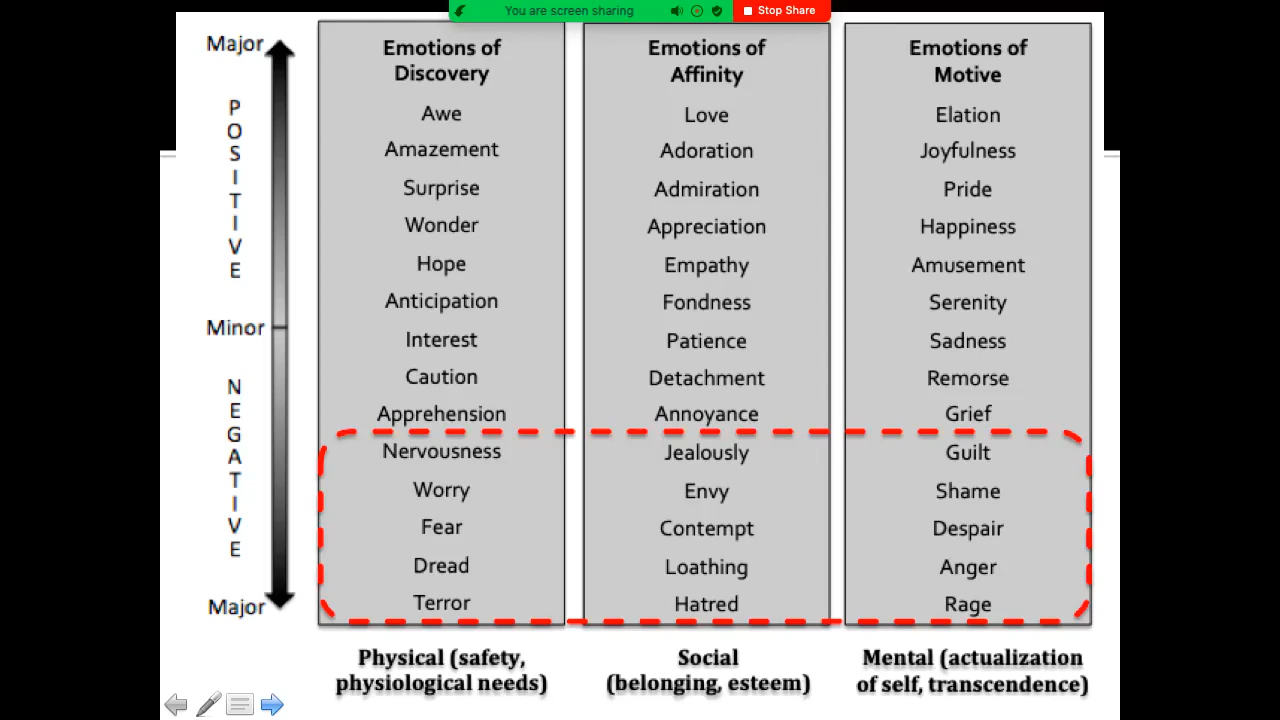 You are screen sharing
Stop Share
Major
POSITIVE
Minor
NEGATIVE
Major
Emotions of
Discovery
Awe
Amazement
Surprise
Wonder
Hope
Anticipation
Interest
Caution
Apprehension
Nervousness
Worry
Fear
Dread
Terror
Physical (safety,
physiological needs)
Emotions of
Affinity
Love
Adoration
Admiration
Appreciation
Empathy
Fondness
Patience
Detachment
Annoyance
Jealously
Envy
Contempt
Loathing
Hatred
Social
(belonging, esteem)
Emotions of
Motive
Elation
Joyfulness
Pride
Happiness
Amusement
Serenity
Sadness
Remorse
Grief
Guilt
Shame
Despair
Anger
Rage
Mental (actualization
of self, transcendence)